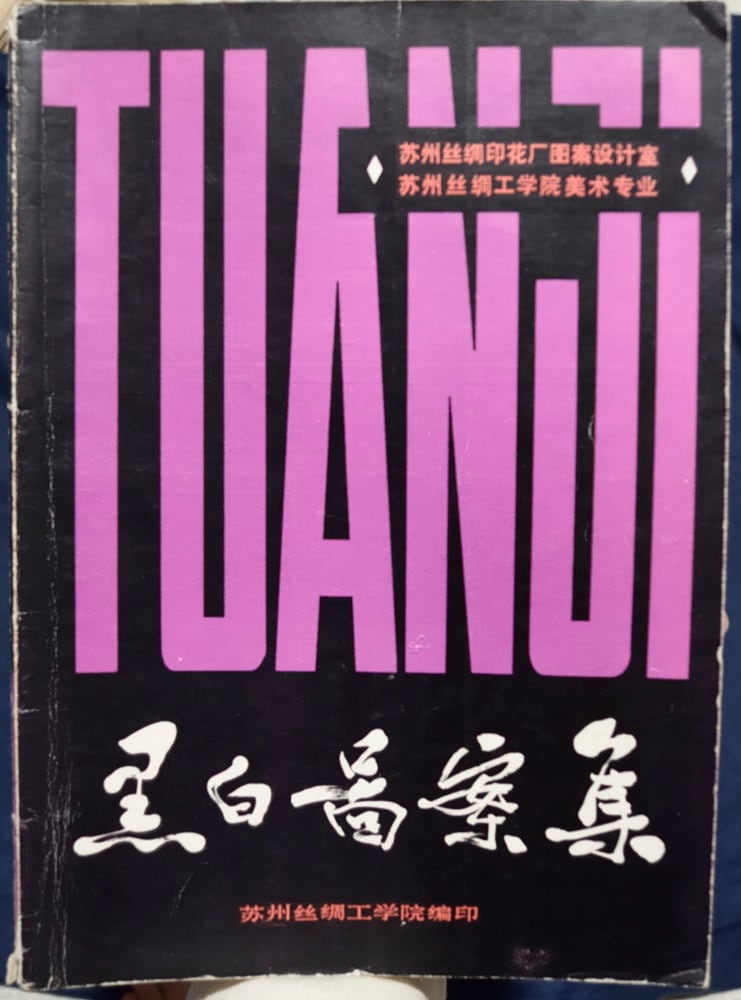 TUANJI
苏州丝绸印花厂图案设计室
苏州丝绸工学院美术专业
黑白啚案集
苏州丝绸工学院编印